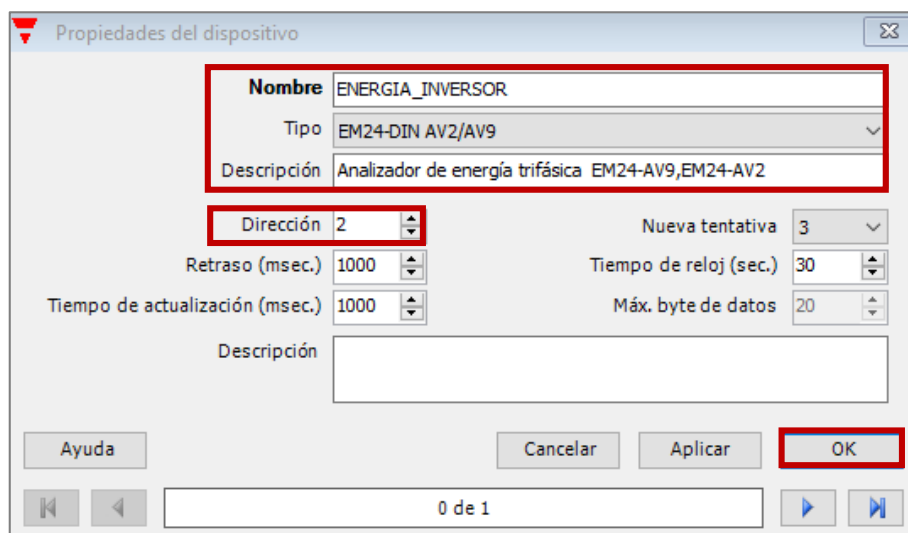 Propiedades del dispositivo
Nombre ENERGIA_INVERSOR
Tipo EM24-DIN AV2/AV9
Descripción Analizador de energía trifásica EM24-AV9,EM24-AV2
Dirección 2 Nueva tentativa 3
Retraso (msec.) 1000 Tiempo de reloj (sec.) 30
Tiempo de actualización (msec.) 1000 Máx. byte de datos 20
Descripción
Ayuda Cancelar Aplicar OK
0 de 1